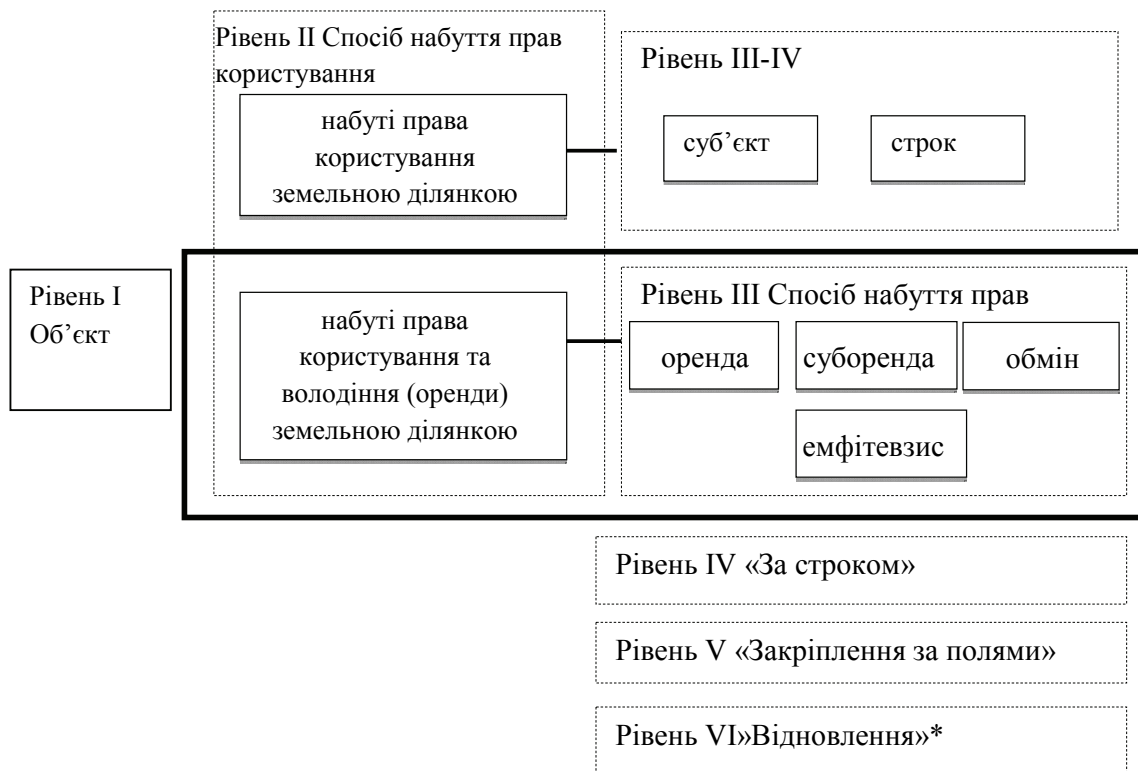 Рівень II Спосіб набуття прав
користування
набуті права
користування
земельною ділянкою
Рівень III-IV
суб’єкт
строк
Рівень I
Об’єкт
набуті права
користування та
володіння (оренди)
земельною ділянкою
Рівень III Спосіб набуття прав
оренда
суборенда
обмін
емфітевзис
Рівень IV «За строком»
Рівень V «Закріплення за полями»
Рівень VI»Відновлення»*